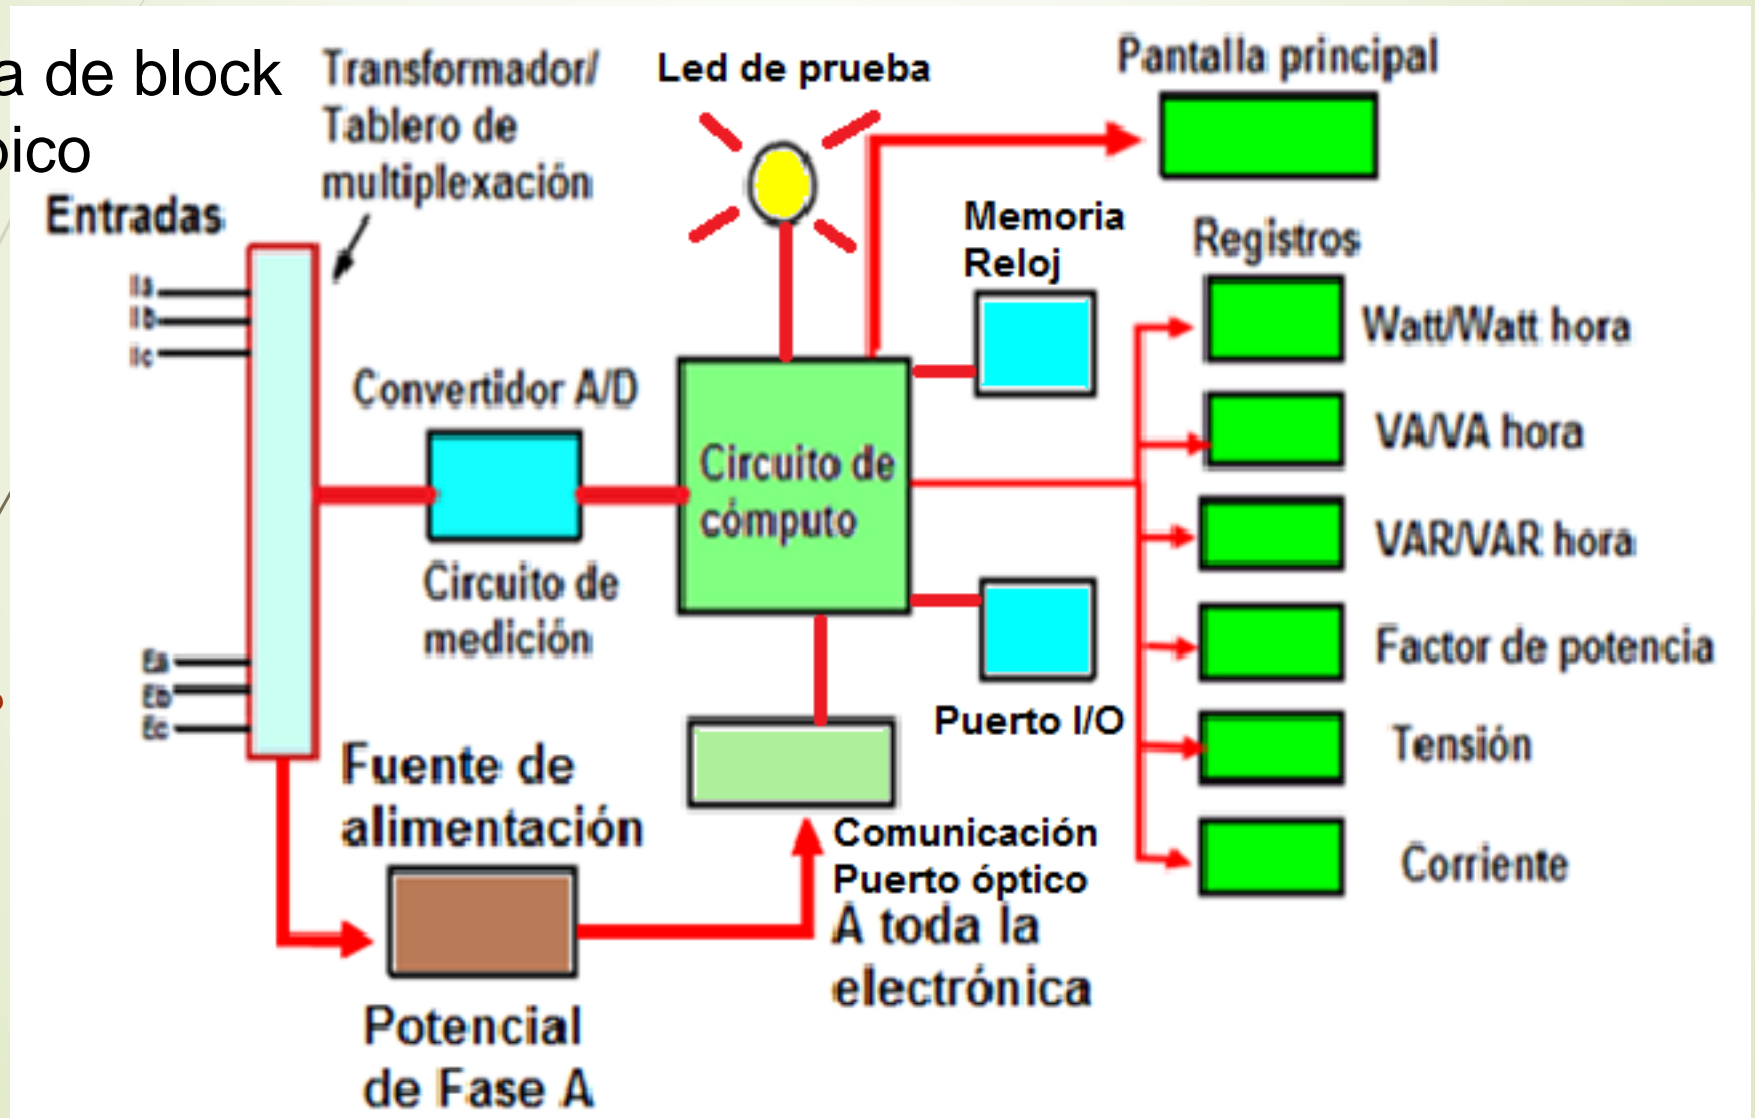 a de block
pico
Entradas
Transformador/
Tablero de
multiplexación
Led de prueba
Pantalla principal
Memoria
Reloj
Registros
Ia
Ib
Ic
Convertidor A/D
Circuito de
cómputo
Circuito de
medición
Watt/Watt hora
VA/VA hora
VAR/VAR hora
Factor de potencia
Tensión
Corriente
Ea
Eb
Ec
Puerto I/O
Fuente de
alimentación
Comunicación
Puerto óptico
A toda la
electrónica
Potencial
de Fase A